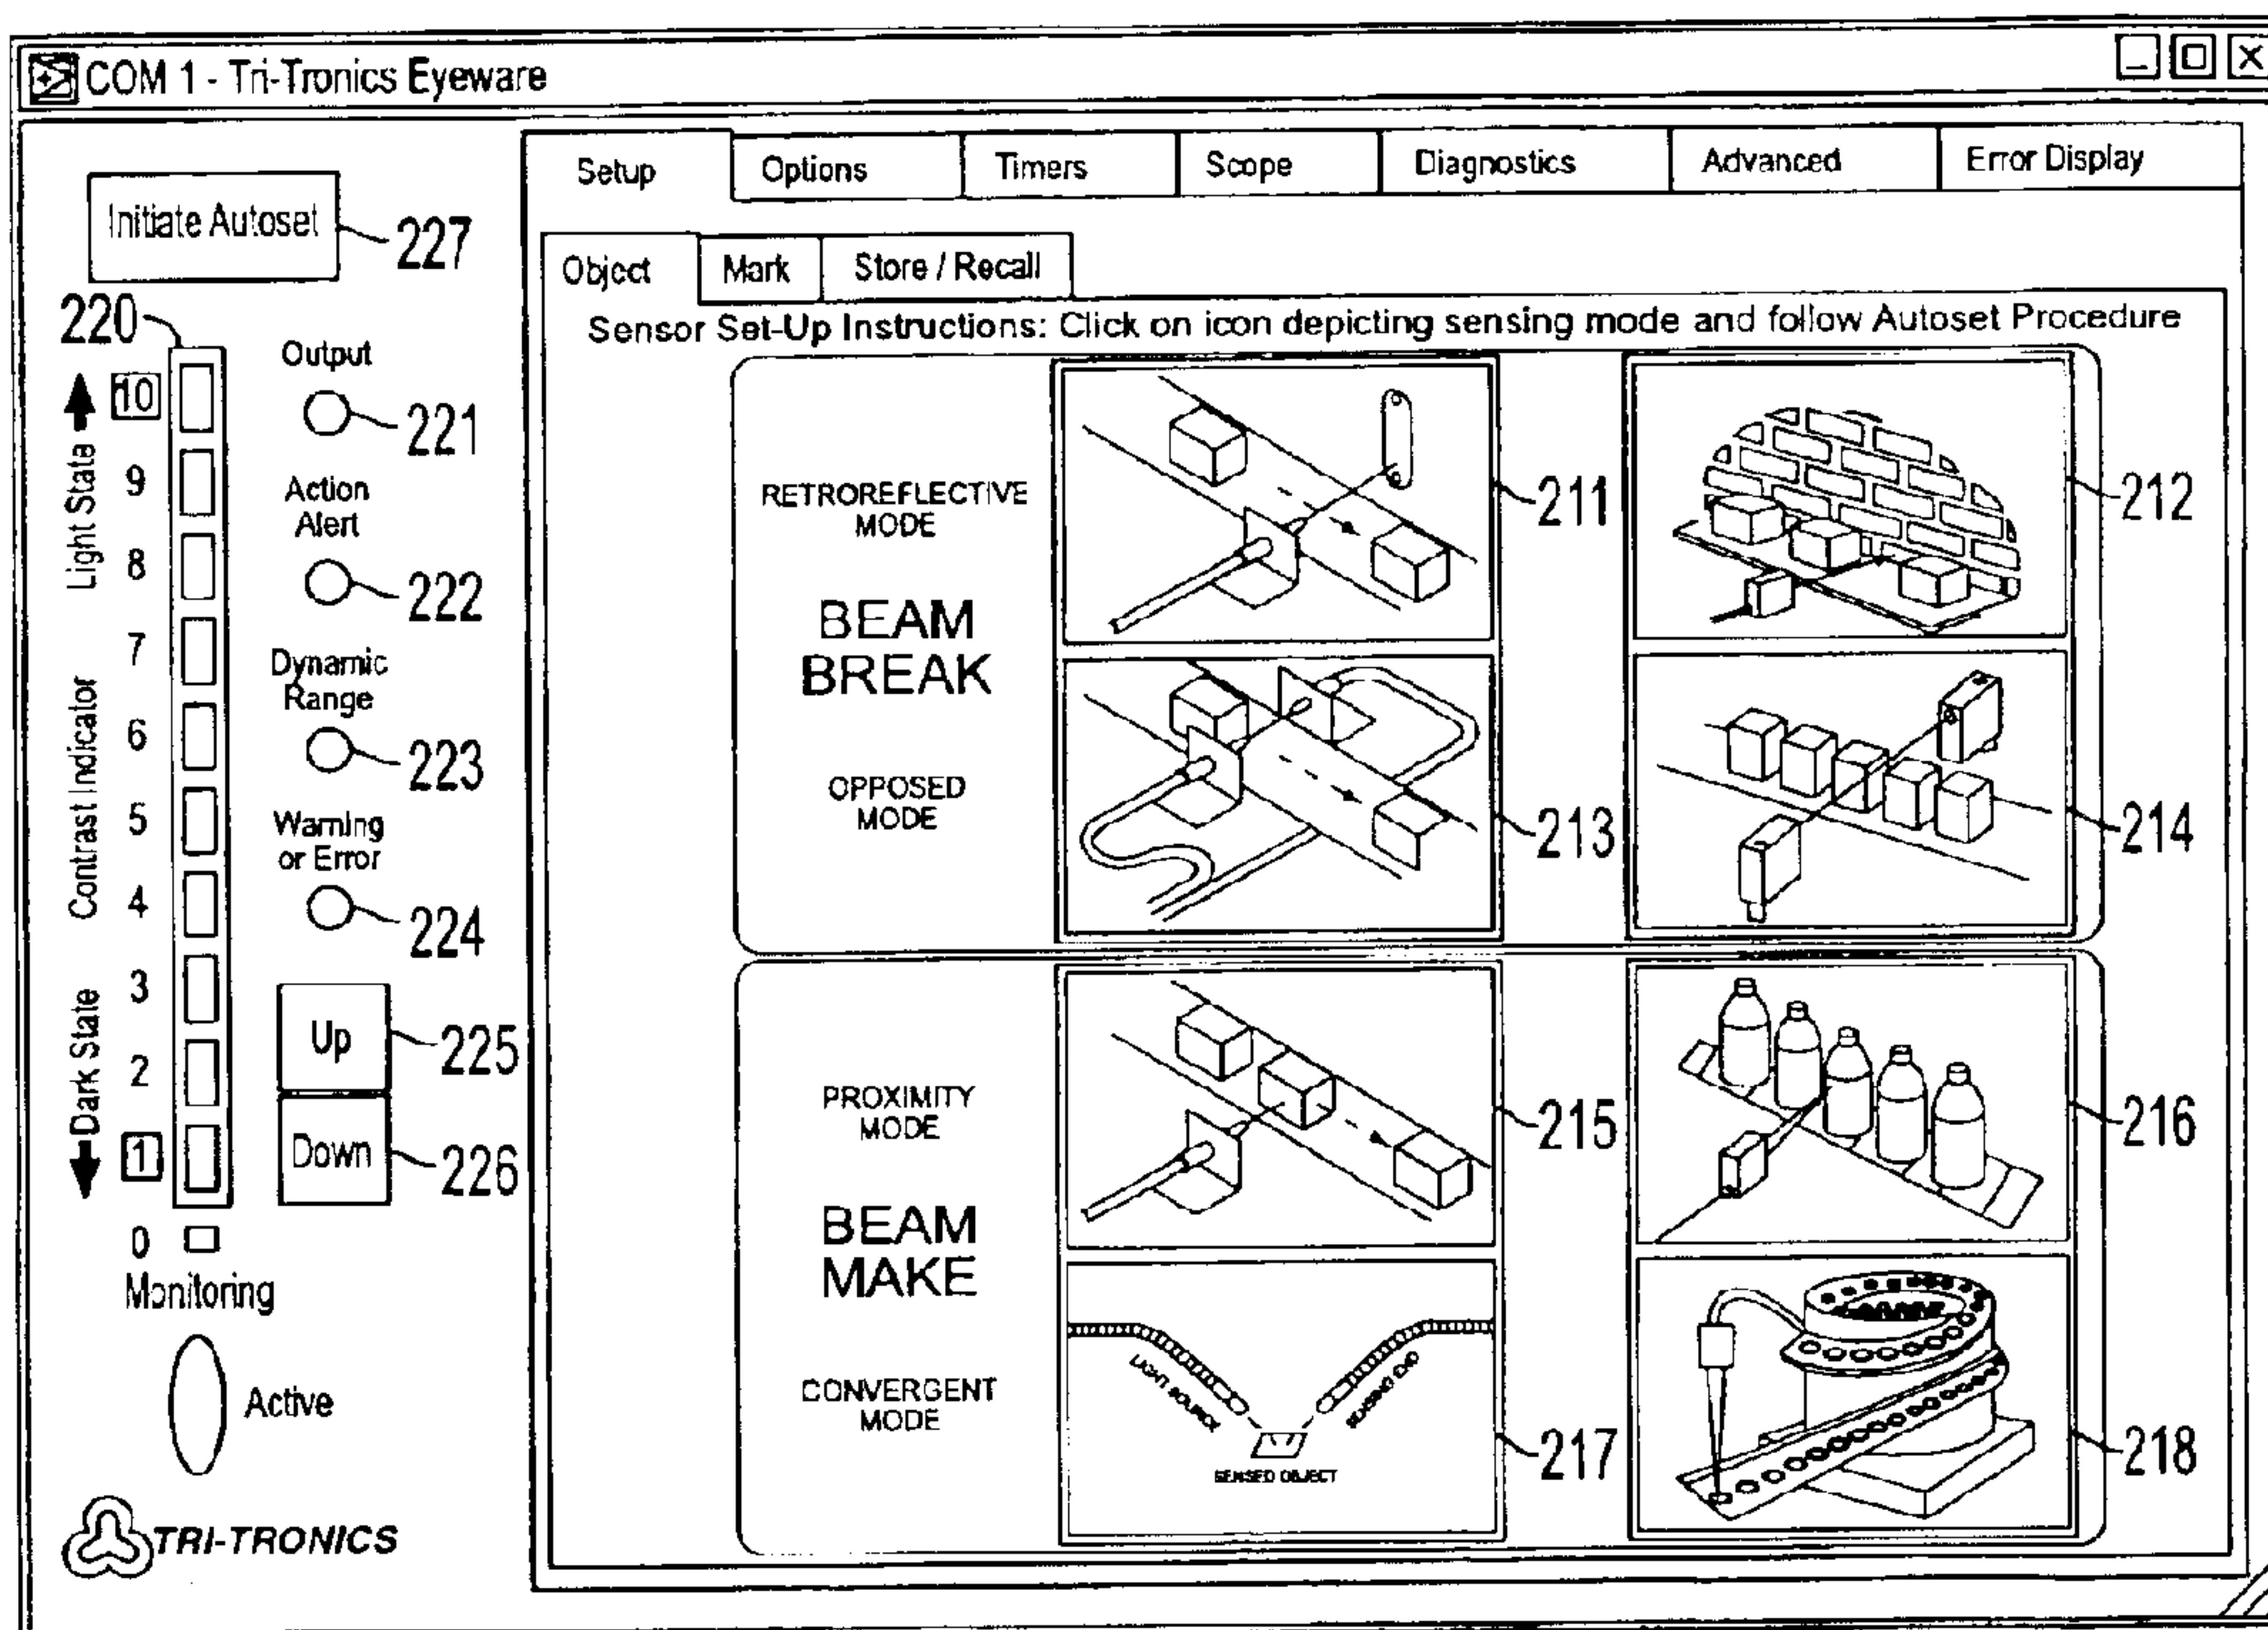 COM 1 - Tri-Tronics Eyeware
Initiate Autoset
227
220
Output
221
Action
Alert
222
Dynamic
Range
223
Warning
or Error
224
Up
225
Down
226
Light State
Contrast Indicator
Dark State
10
9
8
7
6
5
4
3
2
1
0
Monitoring
Active
TRI-TRONICS
Setup
Options
Timers
Scope
Diagnostics
Advanced
Error Display
Object
Mark
Store / Recall
Sensor Set-Up Instructions: Click on icon depicting sensing mode and follow Autoset Procedure
RETROREFLECTIVE
MODE
BEAM
BREAK
OPPOSED
MODE
211
212
213
214
PROXIMITY
MODE
BEAM
MAKE
CONVERGENT
MODE
215
216
LIGHT SOURCE
SENSING END
SENSED OBJECT
217
218